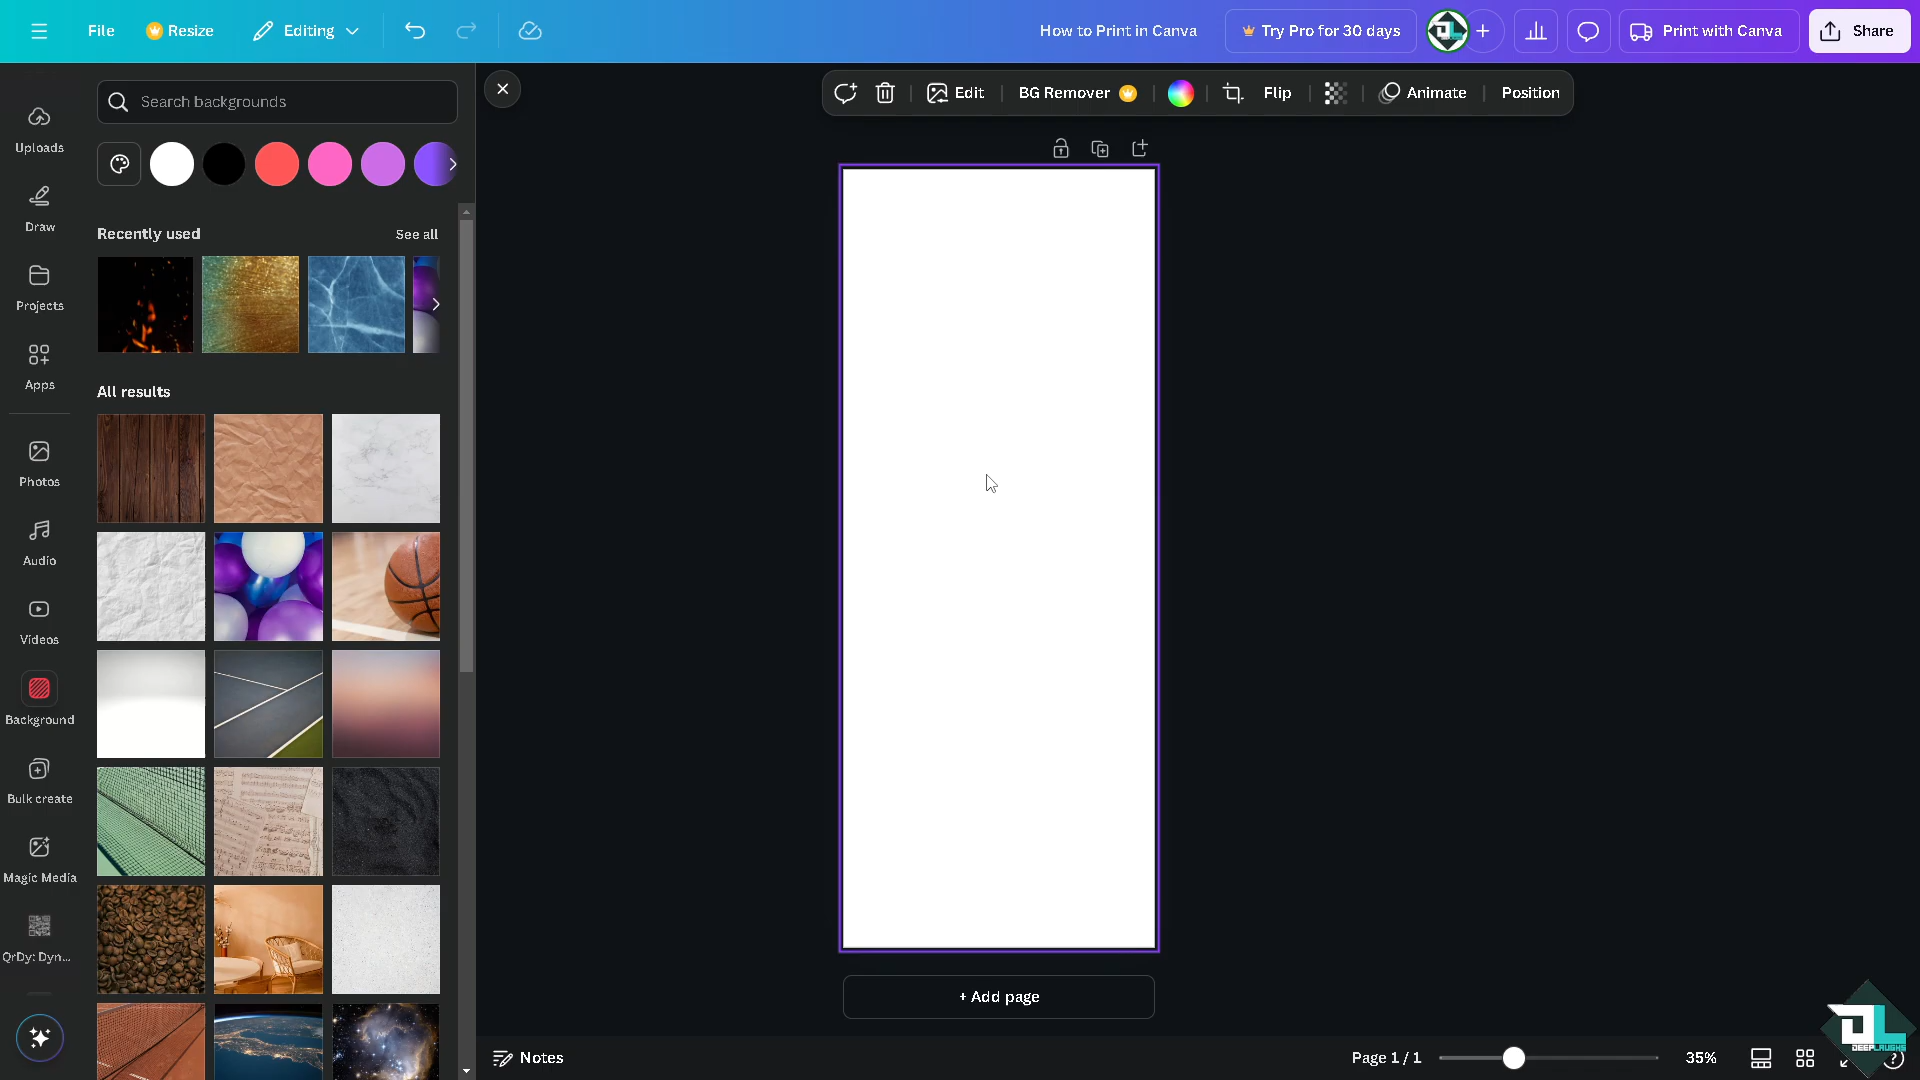 File
Resize
Editing
How to Print in Canva
Try Pro for 30 days
Print with Canva
Share
Uploads
Draw
Projects
Apps
Photos
Audio
Videos
Background
Bulk create
Magic Media
QrDy: Dyn...
Search backgrounds
Recently used
See all
All results
Edit
BG Remover
Flip
Animate
Position
+ Add page
Notes
Page 1 / 1
35%
DL
DEEPLAUGHS